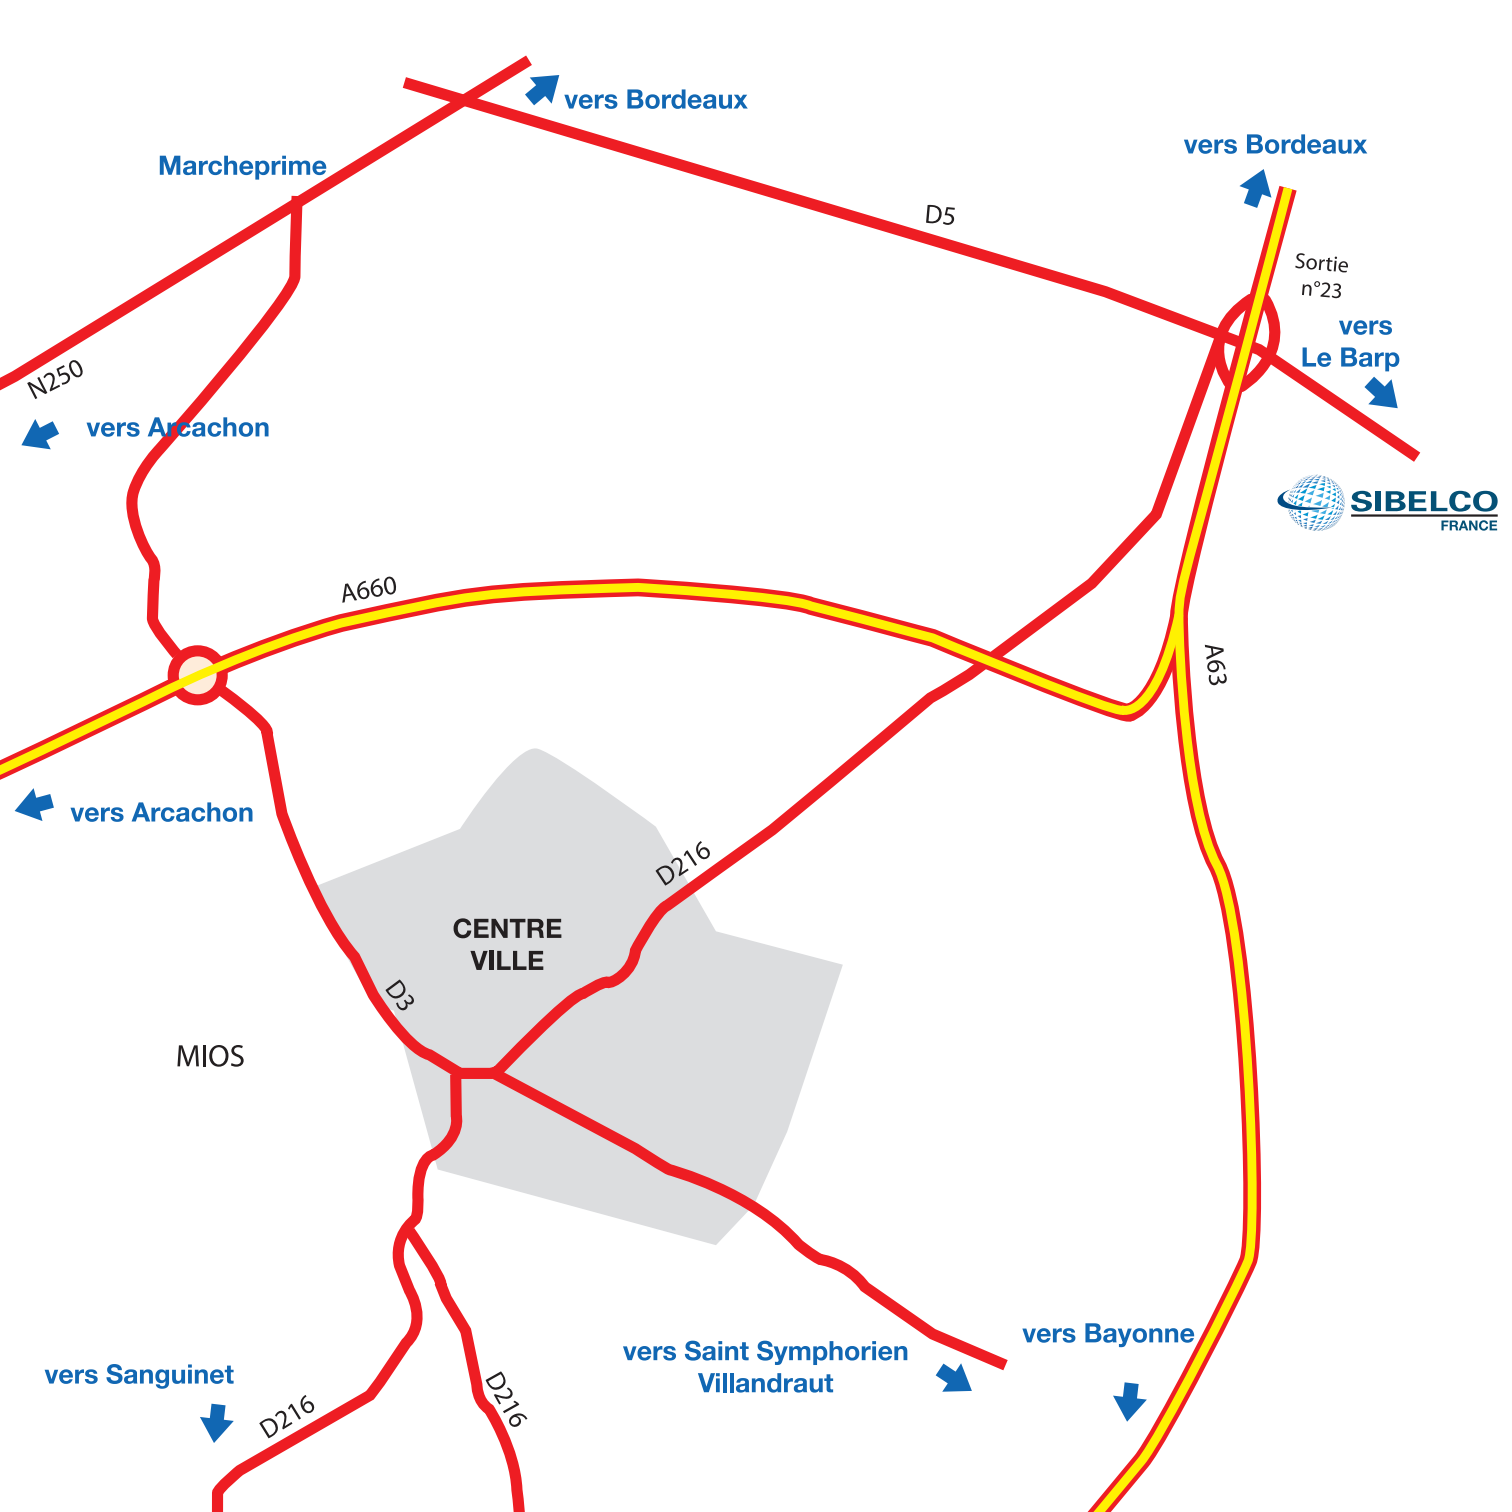 vers Bordeaux
vers Bordeaux
Marcheprime
D5
Sortie
n°23
vers
Le Barp
N250
vers Arcachon
SIBELCO
FRANCE
A660
A63
vers Arcachon
D216
CENTRE
VILLE
D3
MIOS
vers Bayonne
vers Saint Symphorien
Villandraut
vers Sanguinet
D216
D216